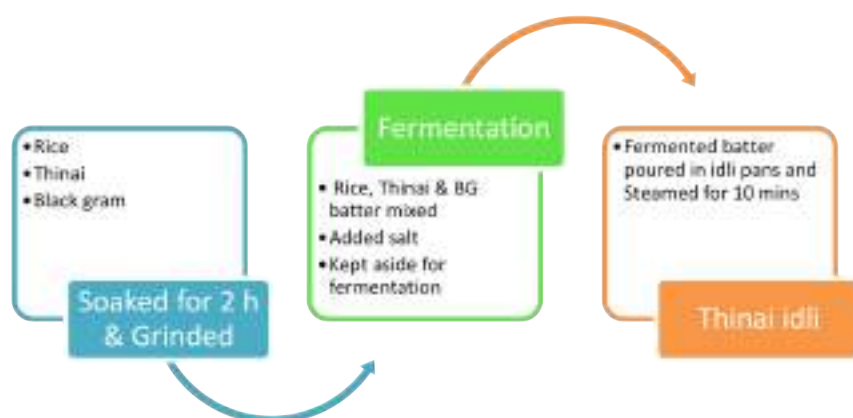 •Rice
•Thinai
•Black gram
Soaked for 2 h
& Grinded
Fermentation
• Rice, Thinai & BG
batter mixed
•Added salt
•Kept aside for
fermentation
•Fermented batter
poured in idli pans and
Steamed for 10 mins
Thinai idli